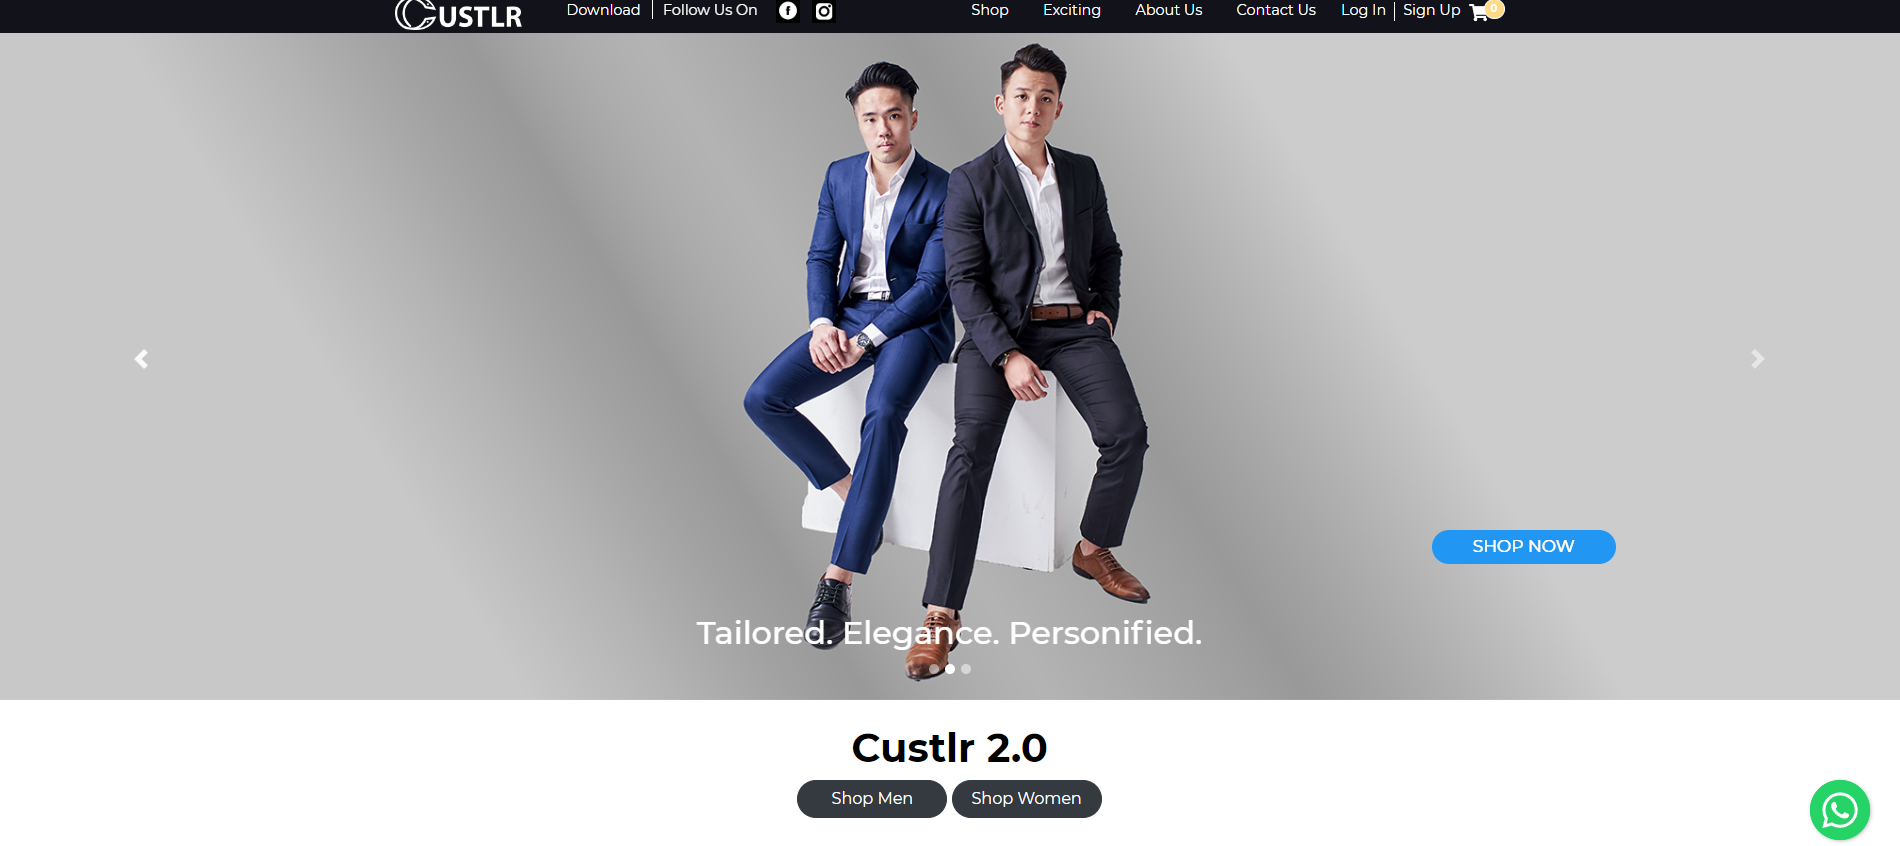 CUSTLR Download Follow Us On Shop Exciting About Us Contact Us Log In Sign Up 0
SHOP NOW
Tailored. Elegance. Personified.
Custlr 2.0
Shop Men Shop Women